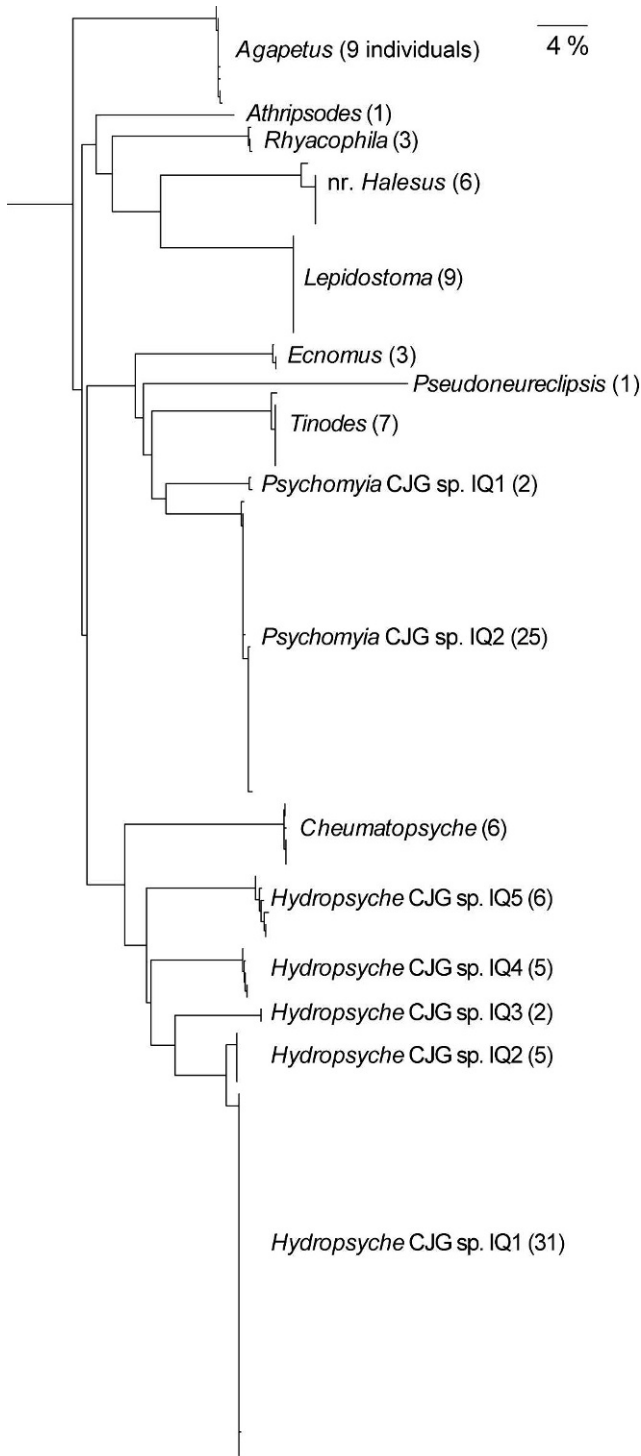 Agapetus (9 individuals)
4 %
Athripsodes (1)
Rhyacophila (3)
nr. Halesus (6)
Lepidostoma (9)
Ecnomus (3)
Pseudoneureclipsis (1)
Tinodes (7)
Psychomyia CJG sp. IQ1 (2)
Psychomyia CJG sp. IQ2 (25)
Cheumatopsyche (6)
Hydropsyche CJG sp. IQ5 (6)
Hydropsyche CJG sp. IQ4 (5)
Hydropsyche CJG sp. IQ3 (2)
Hydropsyche CJG sp. IQ2 (5)
Hydropsyche CJG sp. IQ1 (31)